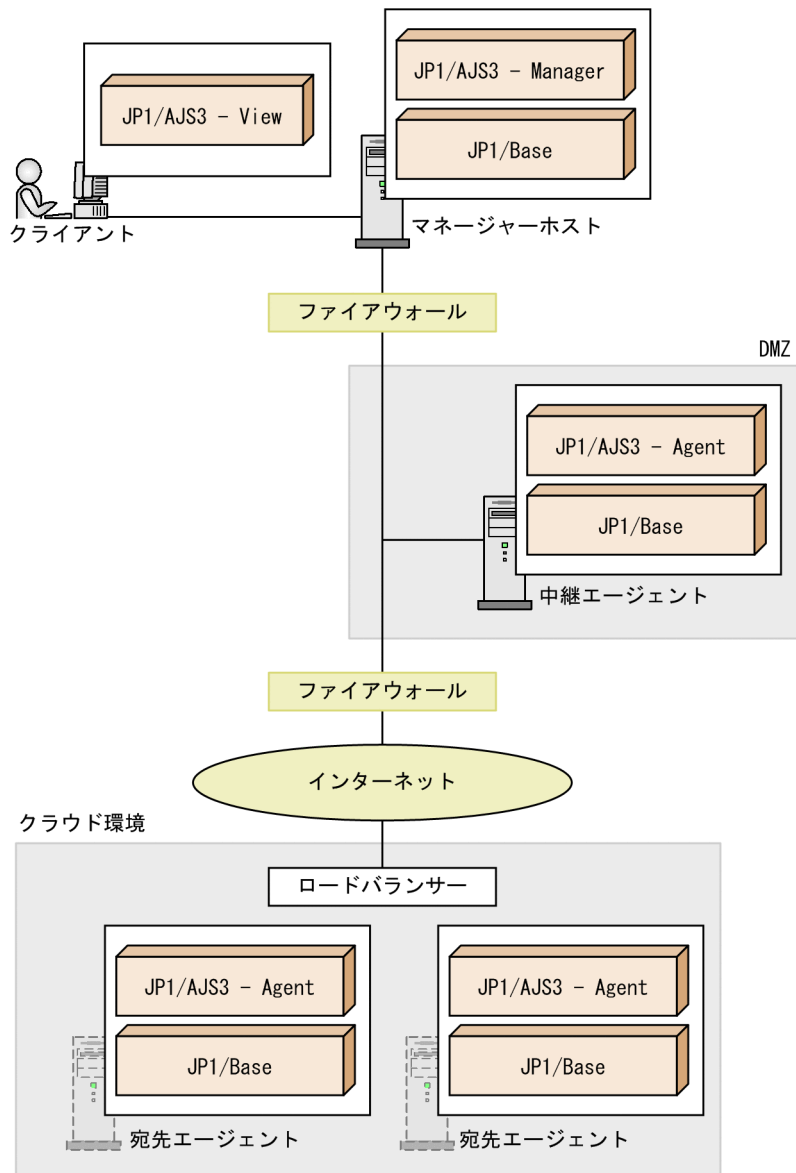 JP1/AJS3 - View
JP1/AJS3 - Manager
JP1/Base
クライアント
マネージャーホスト
ファイアウォール
DMZ
JP1/AJS3 - Agent
JP1/Base
中継エージェント
ファイアウォール
インターネット
クラウド環境
ロードバランサー
JP1/AJS3 - Agent
JP1/Base
宛先エージェント
JP1/AJS3 - Agent
JP1/Base
宛先エージェント